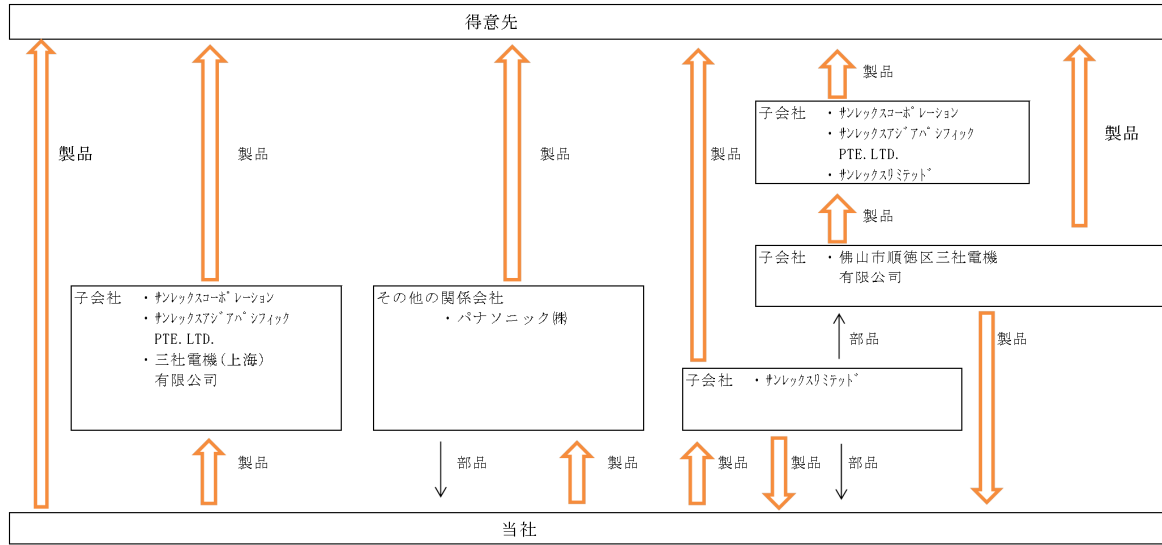 得意先
製品
子会社 ・ｻﾝﾚｯｸｽｺｰﾎﾟﾚｰｼｮﾝ
・ｻﾝﾚｯｸｽｱｼﾞｱﾊﾟｼﾌｨｯｸ
PTE.LTD.
・ｻﾝﾚｯｸｽﾘﾐﾃｯﾄﾞ
製品
製品
製品
製品
製品
製品
子会社 ・佛山市順徳区三社電機
有限公司
子会社 ・ｻﾝﾚｯｸｽｺｰﾎﾟﾚｰｼｮﾝ
・ｻﾝﾚｯｸｽｱｼﾞｱﾊﾟｼﾌｨｯｸ
PTE.LTD.
・三社電機(上海)
有限公司
その他の関係会社
・パナソニック㈱
部品
製品
子会社 ・ｻﾝﾚｯｸｽﾘﾐﾃｯﾄﾞ
製品
部品
製品
製品
製品
部品
当社